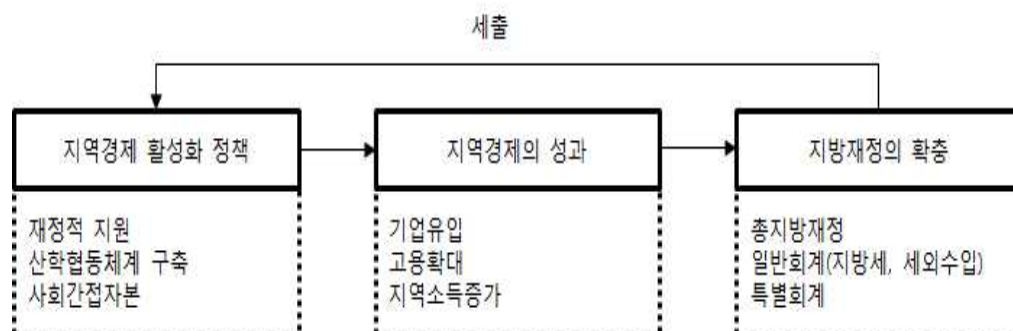 세출
지역경제 활성화 정책
지역경제의 성과
지방재정의 확충
재정적 지원
산학협동체계 구축
사회간접자본
기업유입
고용확대
지역소득증가
총지방재정
일반회계(지방세, 세외수입)
특별회계